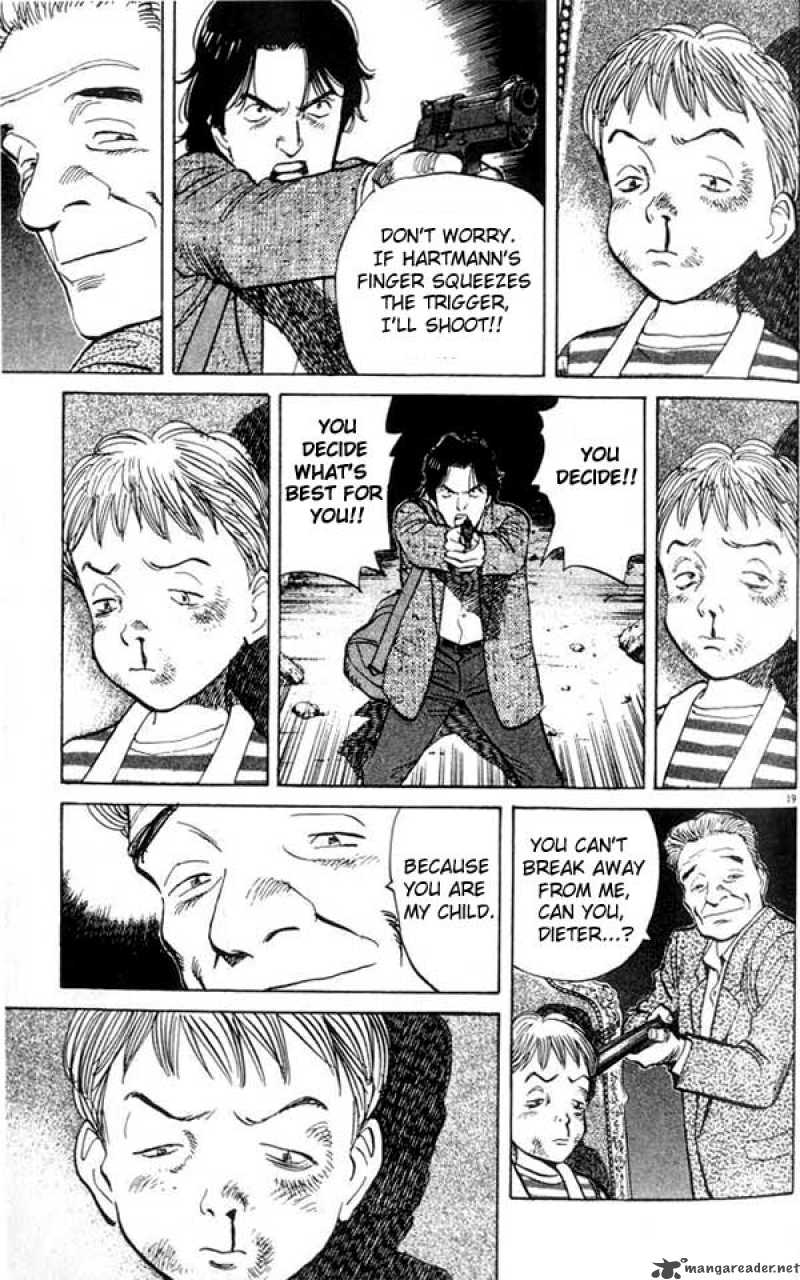 DON'T WORRY.
IF HARTMANN'S
FINGER SQUEEZES
THE TRIGGER,
I'LL SHOOT!!
YOU
DECIDE!!
YOU
DECIDE
WHAT'S
BEST FOR
YOU!!
19
YOU CAN'T
BREAK AWAY
FROM ME,
CAN YOU,
DIETER...?
BECAUSE
YOU ARE
MY CHILD.
mangareader.net